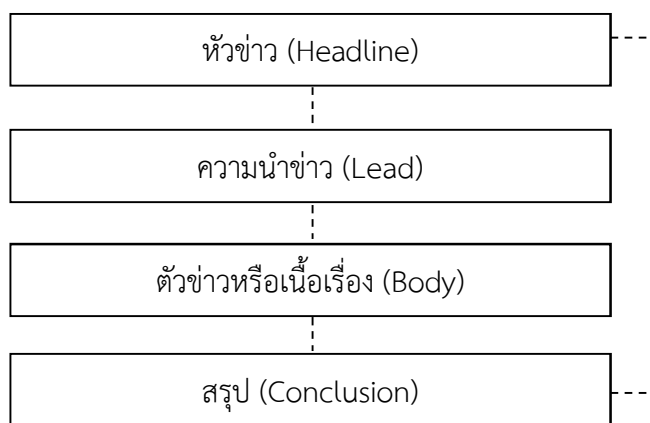 หัวข่าว (Headline)
ความนำข่าว (Lead)
ตัวข่าวหรือเนื้อเรื่อง (Body)
สรุป (Conclusion)